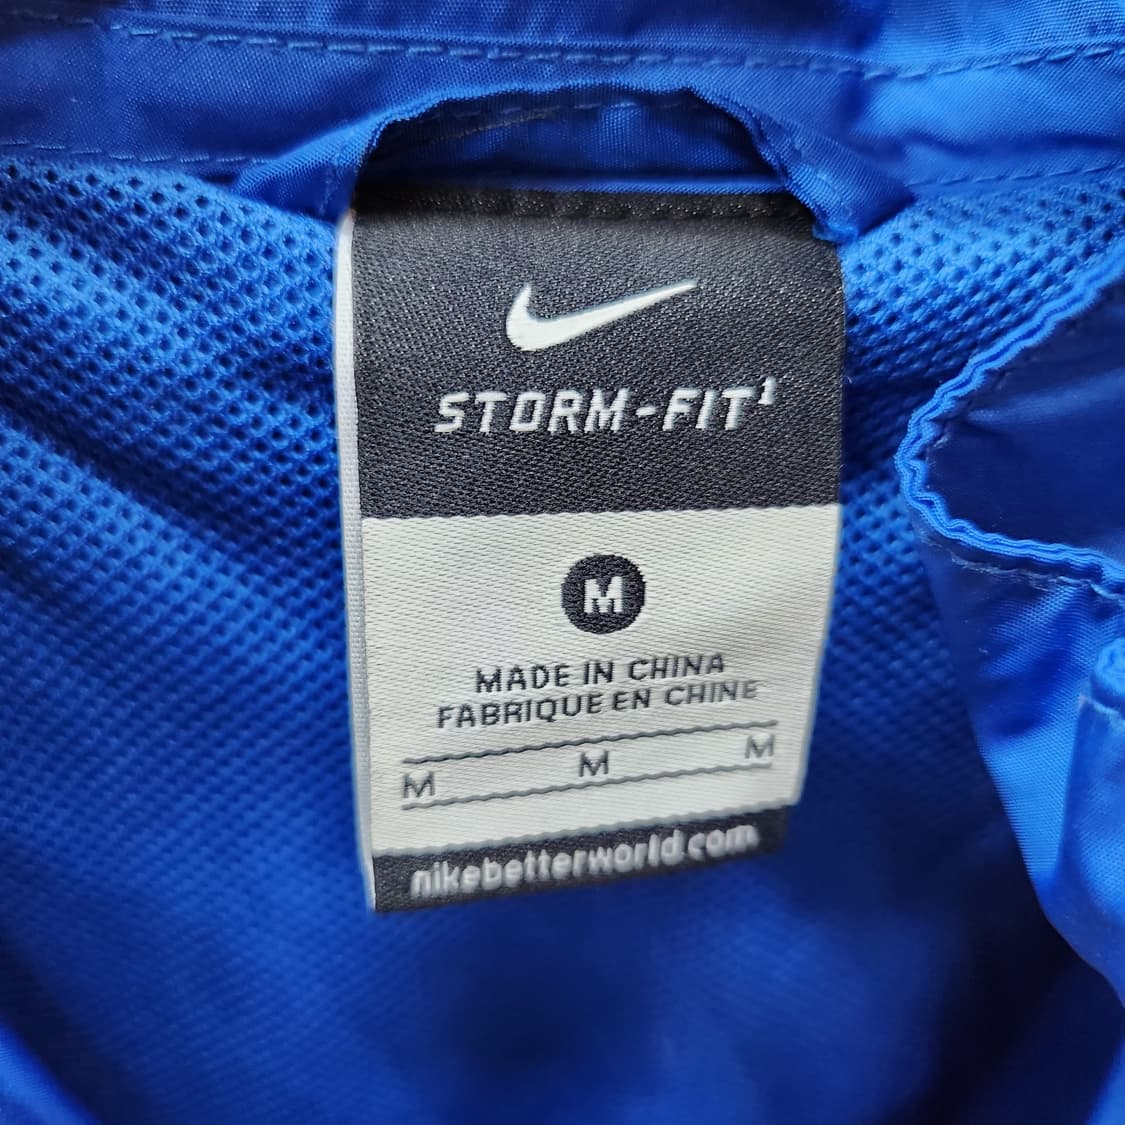 STORM-FIT¹
M
MADE IN CHINA
FABRIQUE EN CHINE
M M M
nikebetterworld.com